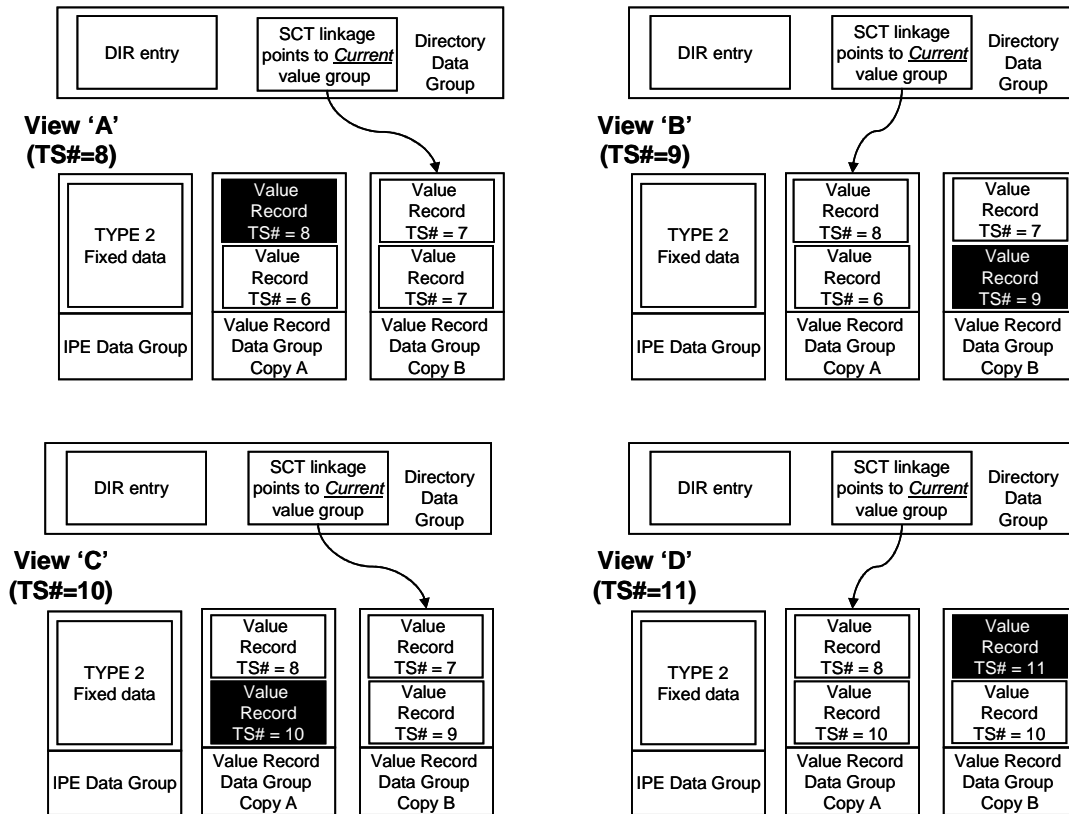 DIR entry
SCT linkage
points to Current
value group
Directory
Data
Group
View ‘A’
(TS#=8)
TYPE 2
Fixed data
IPE Data Group
Value
Record
TS# = 8
Value
Record
TS# = 6
Value Record
Data Group
Copy A
Value
Record
TS# = 7
Value
Record
TS# = 7
Value Record
Data Group
Copy B
DIR entry
SCT linkage
points to Current
value group
Directory
Data
Group
View ‘B’
(TS#=9)
TYPE 2
Fixed data
IPE Data Group
Value
Record
TS# = 8
Value
Record
TS# = 6
Value Record
Data Group
Copy A
Value
Record
TS# = 7
Value
Record
TS# = 9
Value Record
Data Group
Copy B
DIR entry
SCT linkage
points to Current
value group
Directory
Data
Group
View ‘C’
(TS#=10)
TYPE 2
Fixed data
IPE Data Group
Value
Record
TS# = 8
Value
Record
TS# = 10
Value Record
Data Group
Copy A
Value
Record
TS# = 7
Value
Record
TS# = 9
Value Record
Data Group
Copy B
DIR entry
SCT linkage
points to Current
value group
Directory
Data
Group
View ‘D’
(TS#=11)
TYPE 2
Fixed data
IPE Data Group
Value
Record
TS# = 8
Value
Record
TS# = 10
Value Record
Data Group
Copy A
Value
Record
TS# = 11
Value
Record
TS# = 10
Value Record
Data Group
Copy B